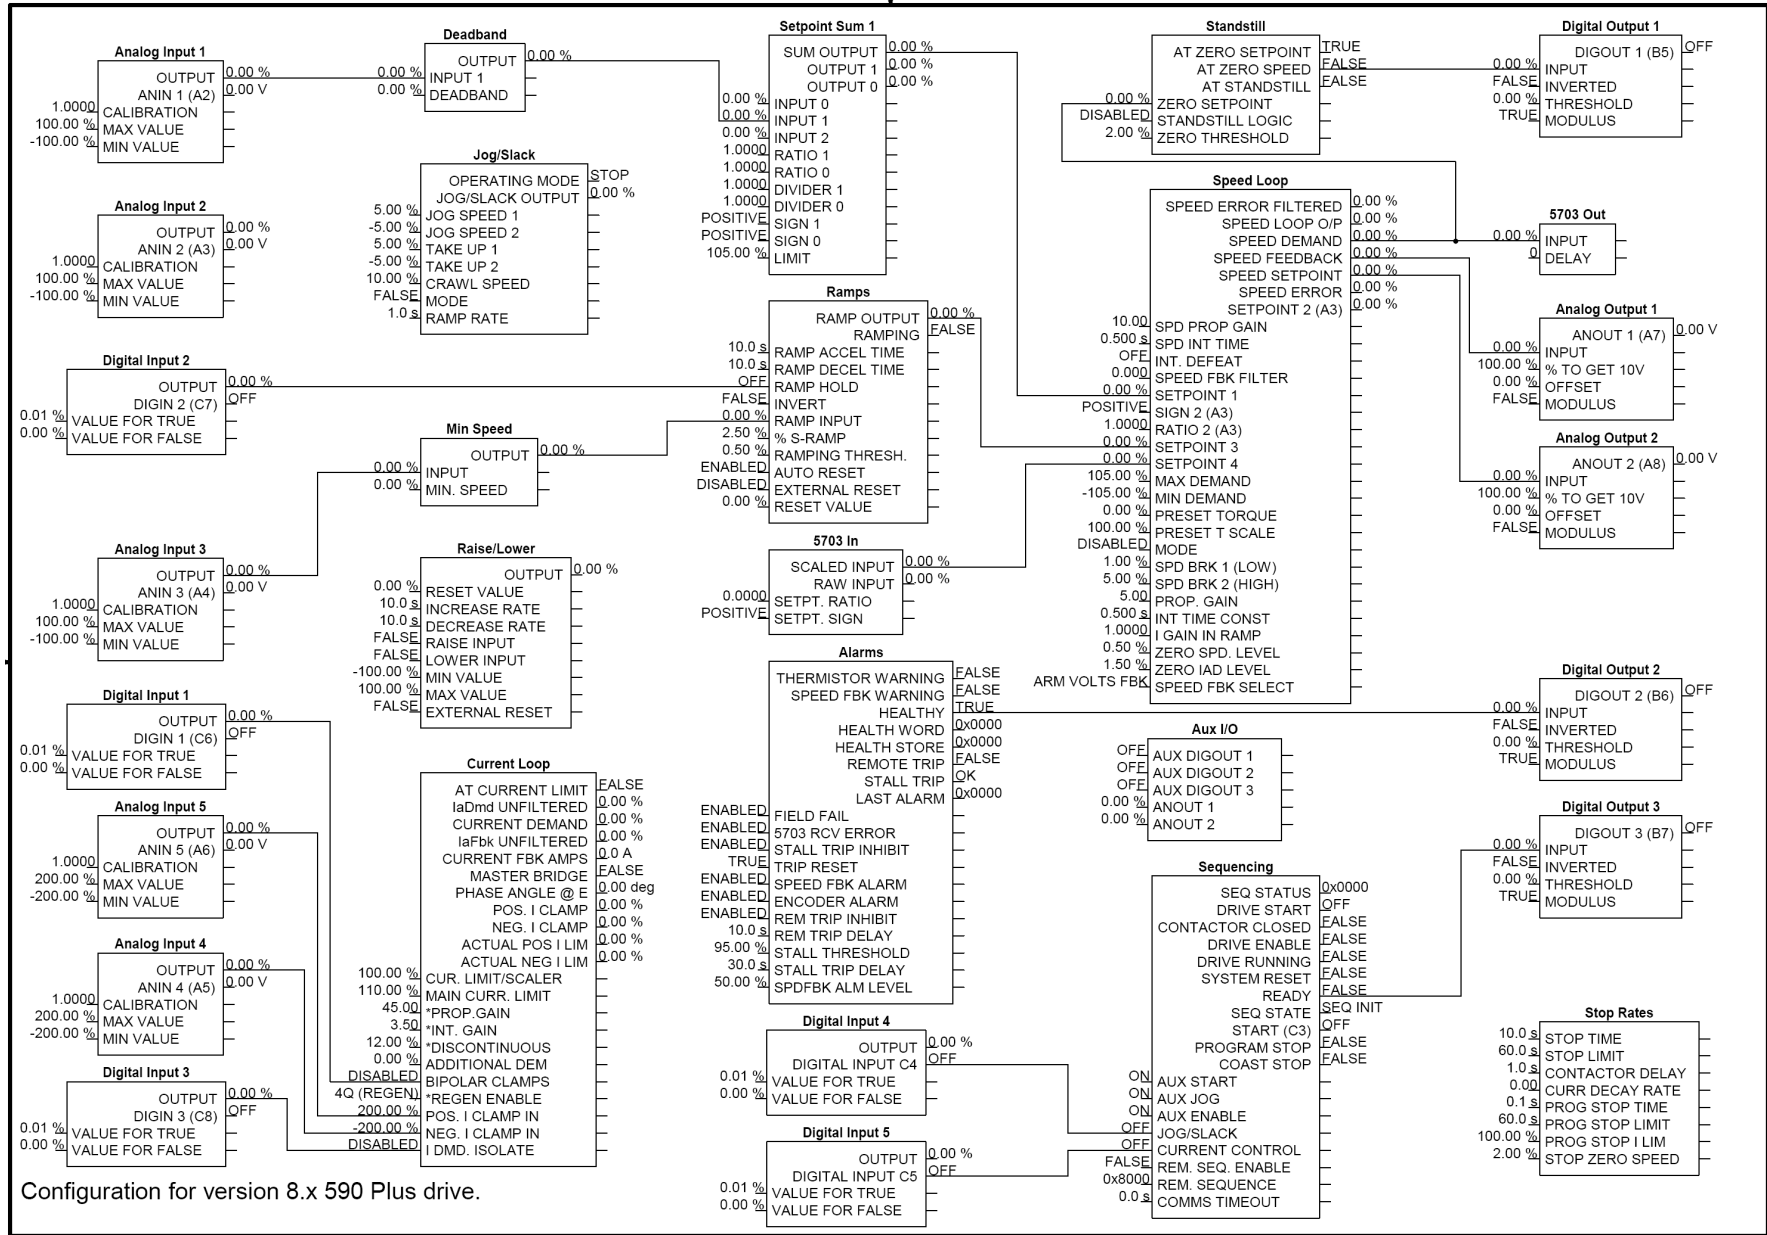 Analog Input 1
OUTPUT 0.00 %
ANIN 1 (A2) 0.00 V
1.0000 CALIBRATION
100.00 % MAX VALUE
-100.00 % MIN VALUE
Analog Input 2
OUTPUT 0.00 %
ANIN 2 (A3) 0.00 V
1.0000 CALIBRATION
100.00 % MAX VALUE
-100.00 % MIN VALUE
Digital Input 2
OUTPUT 0.00 %
DIGIN 2 (C7) OFF
0.01 % VALUE FOR TRUE
0.00 % VALUE FOR FALSE
Analog Input 3
OUTPUT 0.00 %
ANIN 3 (A4) 0.00 V
1.0000 CALIBRATION
100.00 % MAX VALUE
-100.00 % MIN VALUE
Digital Input 1
OUTPUT 0.00 %
DIGIN 1 (C6) OFF
0.01 % VALUE FOR TRUE
0.00 % VALUE FOR FALSE
Analog Input 5
OUTPUT 0.00 %
ANIN 5 (A6) 0.00 V
1.0000 CALIBRATION
200.00 % MAX VALUE
-200.00 % MIN VALUE
Analog Input 4
OUTPUT 0.00 %
ANIN 4 (A5) 0.00 V
1.0000 CALIBRATION
200.00 % MAX VALUE
-200.00 % MIN VALUE
Digital Input 3
OUTPUT 0.00 %
DIGIN 3 (C8) OFF
0.01 % VALUE FOR TRUE
0.00 % VALUE FOR FALSE
Configuration for version 8.x 590 Plus drive.
Deadband
OUTPUT 0.00 %
0.00 % INPUT 1
0.00 % DEADBAND
Jog/Slack
OPERATING MODE STOP
JOG/SLACK OUTPUT 0.00 %
5.00 % JOG SPEED 1
-5.00 % JOG SPEED 2
5.00 % TAKE UP 1
-5.00 % TAKE UP 2
10.00 % CRAWL SPEED
FALSE MODE
1.0 s RAMP RATE
Min Speed
OUTPUT 0.00 %
0.00 % INPUT
0.00 % MIN. SPEED
Raise/Lower
OUTPUT 0.00 %
0.00 % RESET VALUE
10.0 s INCREASE RATE
10.0 s DECREASE RATE
FALSE RAISE INPUT
FALSE LOWER INPUT
-100.00 % MIN VALUE
100.00 % MAX VALUE
FALSE EXTERNAL RESET
Current Loop
AT CURRENT LIMIT FALSE
IaDmd UNFILTERED 0.00 %
CURRENT DEMAND 0.00 %
IaFbk UNFILTERED 0.00 %
CURRENT FBK AMPS 0.0 A
MASTER BRIDGE FALSE
PHASE ANGLE @ E 0.00 deg
POS. I CLAMP 0.00 %
NEG. I CLAMP 0.00 %
ACTUAL POS I LIM 0.00 %
ACTUAL NEG I LIM 0.00 %
100.00 % CUR. LIMIT/SCALER
110.00 % MAIN CURR. LIMIT
45.00 *PROP.GAIN
3.50 *INT. GAIN
12.00 % *DISCONTINUOUS
0.00 % ADDITIONAL DEM
DISABLED BIPOLAR CLAMPS
4Q (REGEN) *REGEN ENABLE
200.00 % POS. I CLAMP IN
-200.00 % NEG. I CLAMP IN
DISABLED I DMD. ISOLATE
Setpoint Sum 1
SUM OUTPUT 0.00 %
OUTPUT 1 0.00 %
OUTPUT 0 0.00 %
0.00 % INPUT 0
0.00 % INPUT 1
0.00 % INPUT 2
1.0000 RATIO 1
1.0000 RATIO 0
1.0000 DIVIDER 1
1.0000 DIVIDER 0
POSITIVE SIGN 1
POSITIVE SIGN 0
105.00 % LIMIT
Ramps
RAMP OUTPUT 0.00 %
RAMPING FALSE
10.0 s RAMP ACCEL TIME
10.0 s RAMP DECEL TIME
OFF RAMP HOLD
FALSE INVERT
0.00 % RAMP INPUT
2.50 % % S-RAMP
0.50 % RAMPING THRESH.
ENABLED AUTO RESET
DISABLED EXTERNAL RESET
0.00 % RESET VALUE
5703 In
SCALED INPUT 0.00 %
RAW INPUT 0.00 %
0.0000 SETPT. RATIO
POSITIVE SETPT. SIGN
Alarms
THERMISTOR WARNING FALSE
SPEED FBK WARNING FALSE
HEALTHY TRUE
HEALTH WORD 0x0000
HEALTH STORE 0x0000
REMOTE TRIP FALSE
STALL TRIP OK
LAST ALARM 0x0000
ENABLED FIELD FAIL
ENABLED 5703 RCV ERROR
ENABLED STALL TRIP INHIBIT
TRUE TRIP RESET
ENABLED SPEED FBK ALARM
ENABLED ENCODER ALARM
ENABLED REM TRIP INHIBIT
10.0 s REM TRIP DELAY
95.00 % STALL THRESHOLD
30.0 s STALL TRIP DELAY
50.00 % SPDFBK ALM LEVEL
Digital Input 4
OUTPUT 0.00 %
DIGITAL INPUT C4 OFF
0.01 % VALUE FOR TRUE
0.00 % VALUE FOR FALSE
Digital Input 5
OUTPUT 0.00 %
DIGITAL INPUT C5 OFF
0.01 % VALUE FOR TRUE
0.00 % VALUE FOR FALSE
Standstill
AT ZERO SETPOINT TRUE
AT ZERO SPEED FALSE
AT STANDSTILL FALSE
0.00 % ZERO SETPOINT
DISABLED STANDSTILL LOGIC
2.00 % ZERO THRESHOLD
Speed Loop
SPEED ERROR FILTERED 0.00 %
SPEED LOOP O/P 0.00 %
SPEED DEMAND 0.00 %
SPEED FEEDBACK 0.00 %
SPEED SETPOINT 0.00 %
SPEED ERROR 0.00 %
SETPOINT 2 (A3) 0.00 %
10.00 SPD PROP GAIN
0.500 s SPD INT TIME
OFF INT. DEFEAT
0.000 SPEED FBK FILTER
0.00 % SETPOINT 1
POSITIVE SIGN 2 (A3)
1.0000 RATIO 2 (A3)
0.00 % SETPOINT 3
0.00 % SETPOINT 4
105.00 % MAX DEMAND
-105.00 % MIN DEMAND
0.00 % PRESET TORQUE
100.00 % PRESET T SCALE
DISABLED MODE
1.00 % SPD BRK 1 (LOW)
5.00 % SPD BRK 2 (HIGH)
5.00 PROP. GAIN
0.500 s INT TIME CONST
1.0000 I GAIN IN RAMP
0.50 % ZERO SPD. LEVEL
1.50 % ZERO IAD LEVEL
ARM VOLTS FBK SPEED FBK SELECT
Aux I/O
OFF AUX DIGOUT 1
OFF AUX DIGOUT 2
OFF AUX DIGOUT 3
0.00 % ANOUT 1
0.00 % ANOUT 2
Sequencing
SEQ STATUS 0x0000
DRIVE START OFF
CONTACTOR CLOSED FALSE
DRIVE ENABLE FALSE
DRIVE RUNNING FALSE
SYSTEM RESET FALSE
READY FALSE
SEQ STATE SEQ INIT
START (C3) OFF
PROGRAM STOP FALSE
COAST STOP FALSE
ON AUX START
ON AUX JOG
ON AUX ENABLE
OFF JOG/SLACK
OFF CURRENT CONTROL
FALSE REM. SEQ. ENABLE
0x8000 REM. SEQUENCE
0.0 s COMMS TIMEOUT
Digital Output 1
DIGOUT 1 (B5) OFF
0.00 % INPUT
FALSE INVERTED
0.00 % THRESHOLD
TRUE MODULUS
5703 Out
0.00 % INPUT
0 DELAY
Analog Output 1
ANOUT 1 (A7) 0.00 V
0.00 % INPUT
100.00 % % TO GET 10V
0.00 % OFFSET
FALSE MODULUS
Analog Output 2
ANOUT 2 (A8) 0.00 V
0.00 % INPUT
100.00 % % TO GET 10V
0.00 % OFFSET
FALSE MODULUS
Digital Output 2
DIGOUT 2 (B6) OFF
0.00 % INPUT
FALSE INVERTED
0.00 % THRESHOLD
TRUE MODULUS
Digital Output 3
DIGOUT 3 (B7) OFF
0.00 % INPUT
FALSE INVERTED
0.00 % THRESHOLD
TRUE MODULUS
Stop Rates
10.0 s STOP TIME
60.0 s STOP LIMIT
1.0 s CONTACTOR DELAY
0.00 CURR DECAY RATE
0.1 s PROG STOP TIME
60.0 s PROG STOP LIMIT
100.00 % PROG STOP I LIM
2.00 % STOP ZERO SPEED